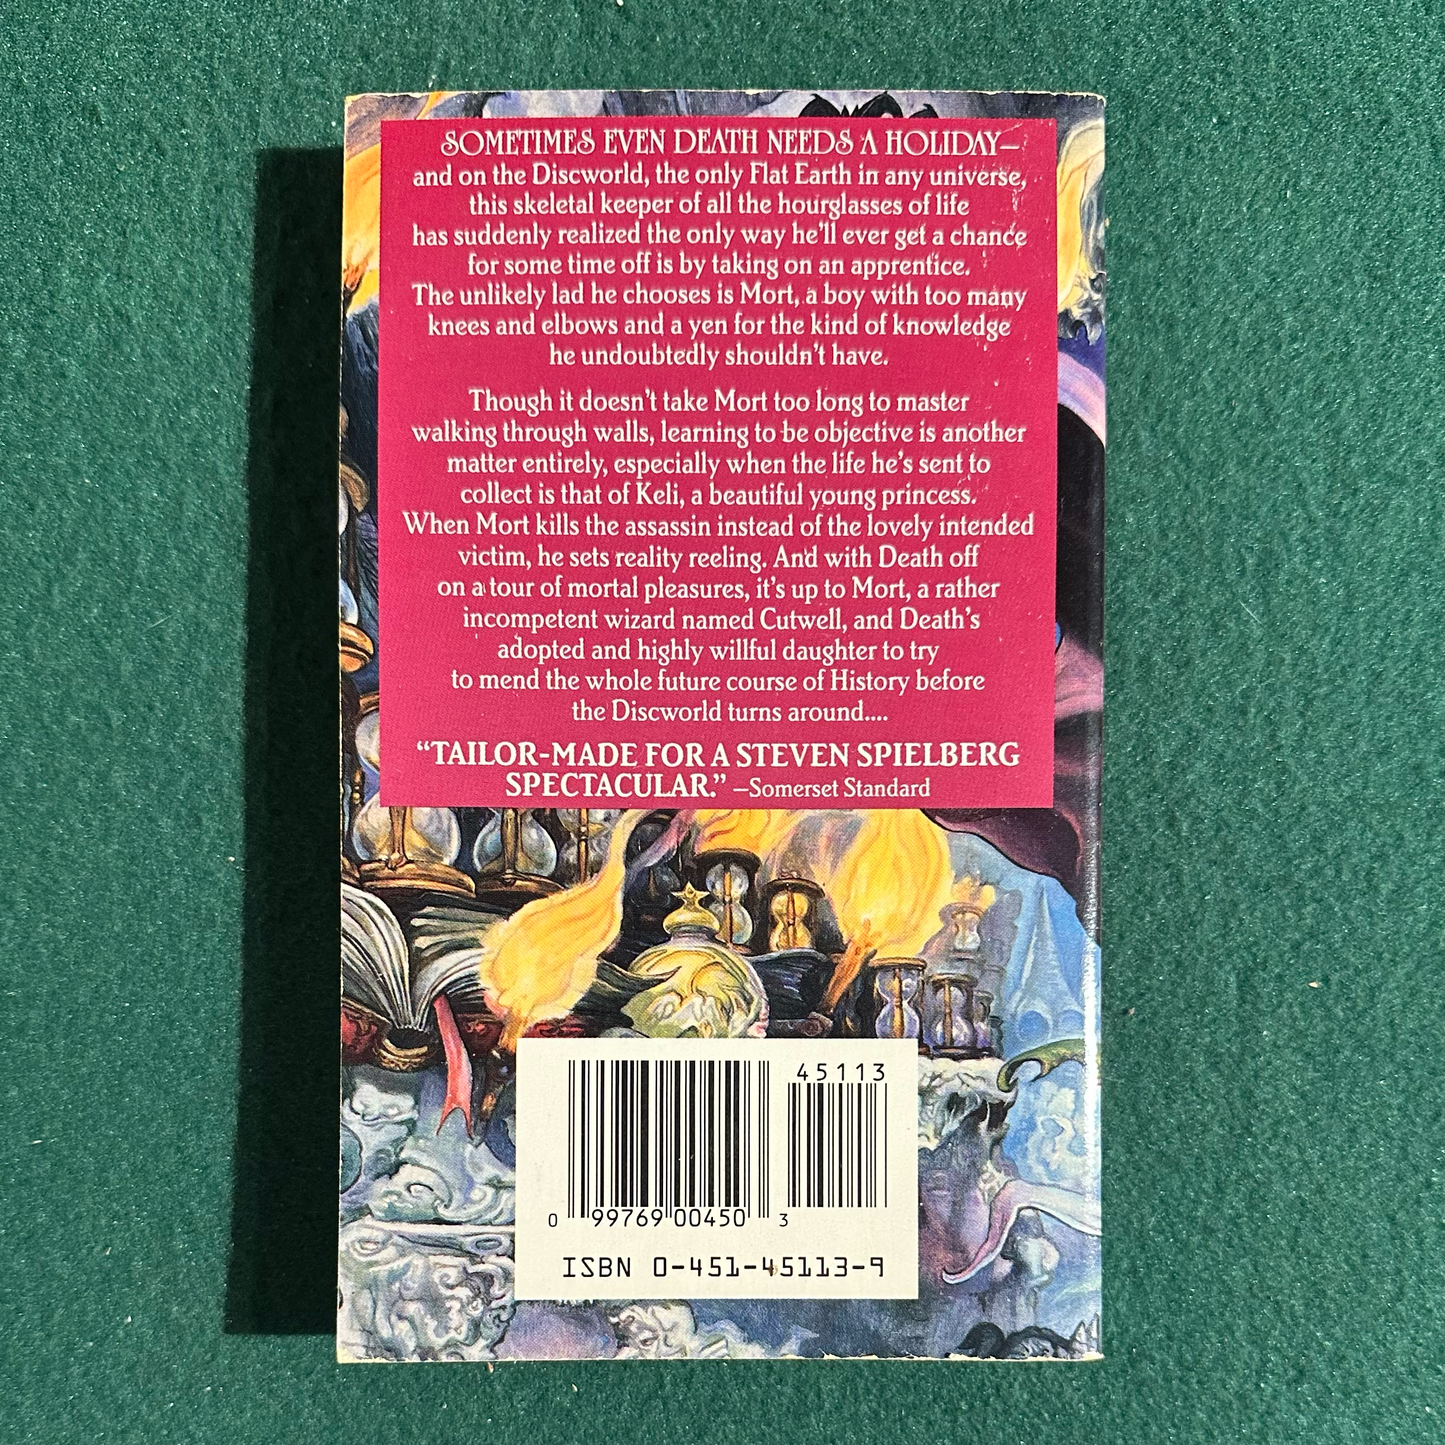 SOMETIMES EVEN DEATH NEEDS A HOLIDAY—
and on the Discworld, the only Flat Earth in any universe,
this skeletal keeper of all the hourglasses of life
has suddenly realized the only way he'll ever get a chance
for some time off is by taking on an apprentice.
The unlikely lad he chooses is Mort, a boy with too many
knees and elbows and a yen for the kind of knowledge
he undoubtedly shouldn't have.
Though it doesn't take Mort too long to master
walking through walls, learning to be objective is another
matter entirely, especially when the life he's sent to
collect is that of Keli, a beautiful young princess.
When Mort kills the assassin instead of the lovely intended
victim, he sets reality reeling. And with Death off
on a tour of mortal pleasures, it's up to Mort, a rather
incompetent wizard named Cutwell, and Death's
adopted and highly willful daughter to try
to mend the whole future course of History before
the Discworld turns around....
“TAILOR-MADE FOR A STEVEN SPIELBERG
SPECTACULAR.” —Somerset Standard
45113
0 99769 00450 3
ISBN 0-451-45113-9